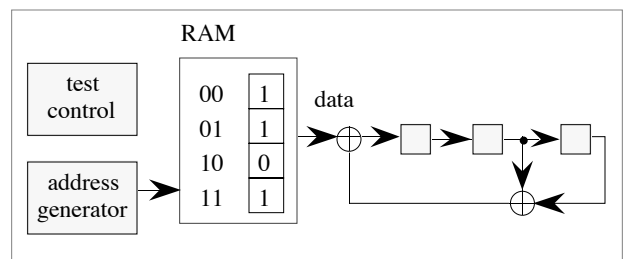 RAM
test
control
data
00 1
01 1
10 0
11 1
address
generator